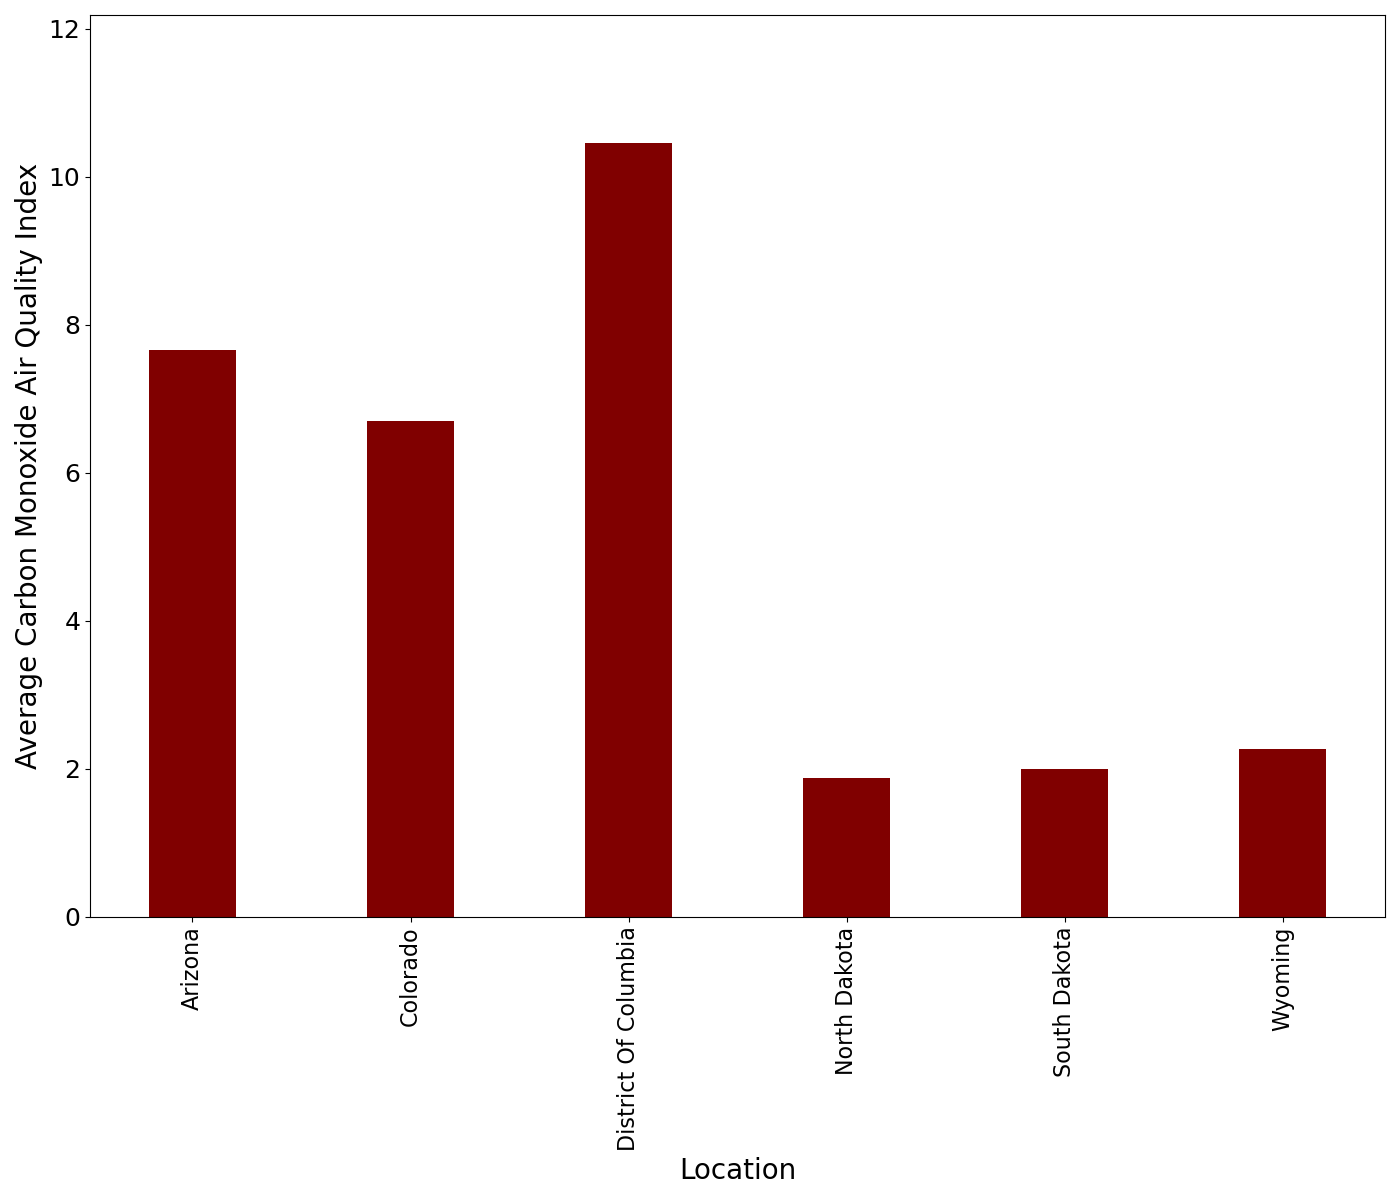 Average Carbon Monoxide Air Quality Index
12
10
8
6
4
2
0
Arizona
Colorado
District Of Columbia
North Dakota
South Dakota
Wyoming
Location